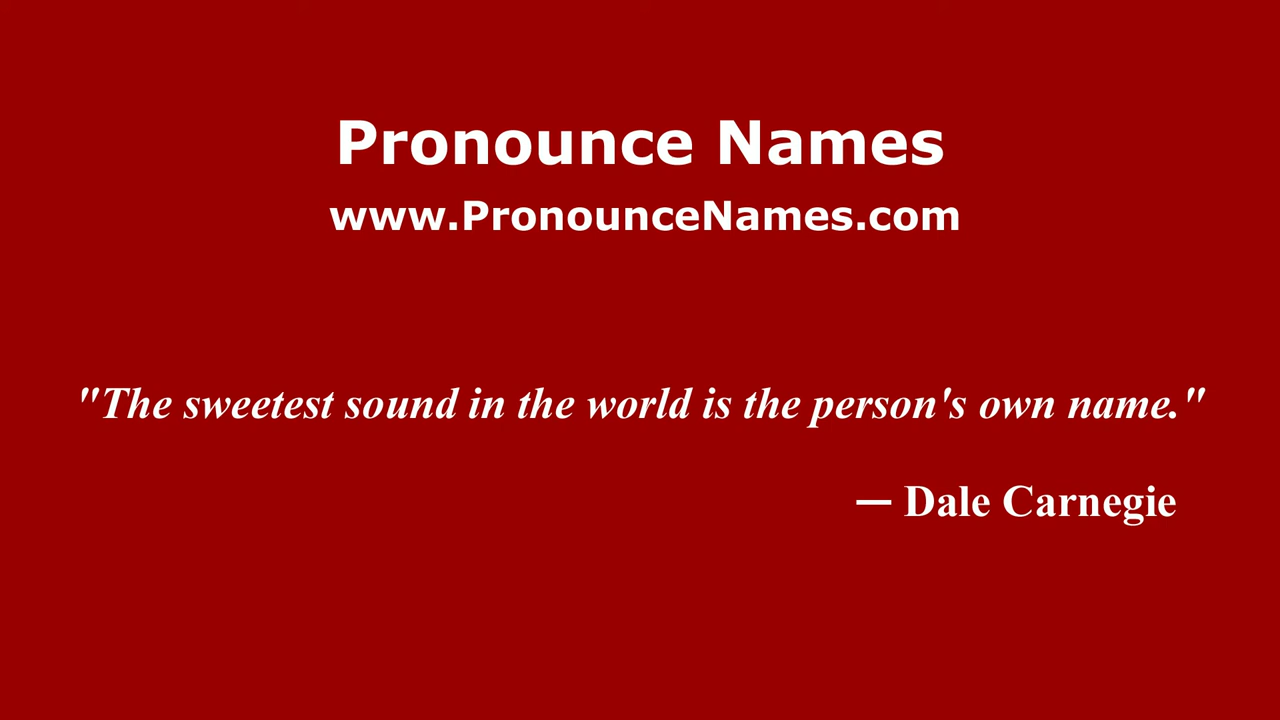 Pronounce Names
www.PronounceNames.com
"The sweetest sound in the world is the person's own name."
— Dale Carnegie